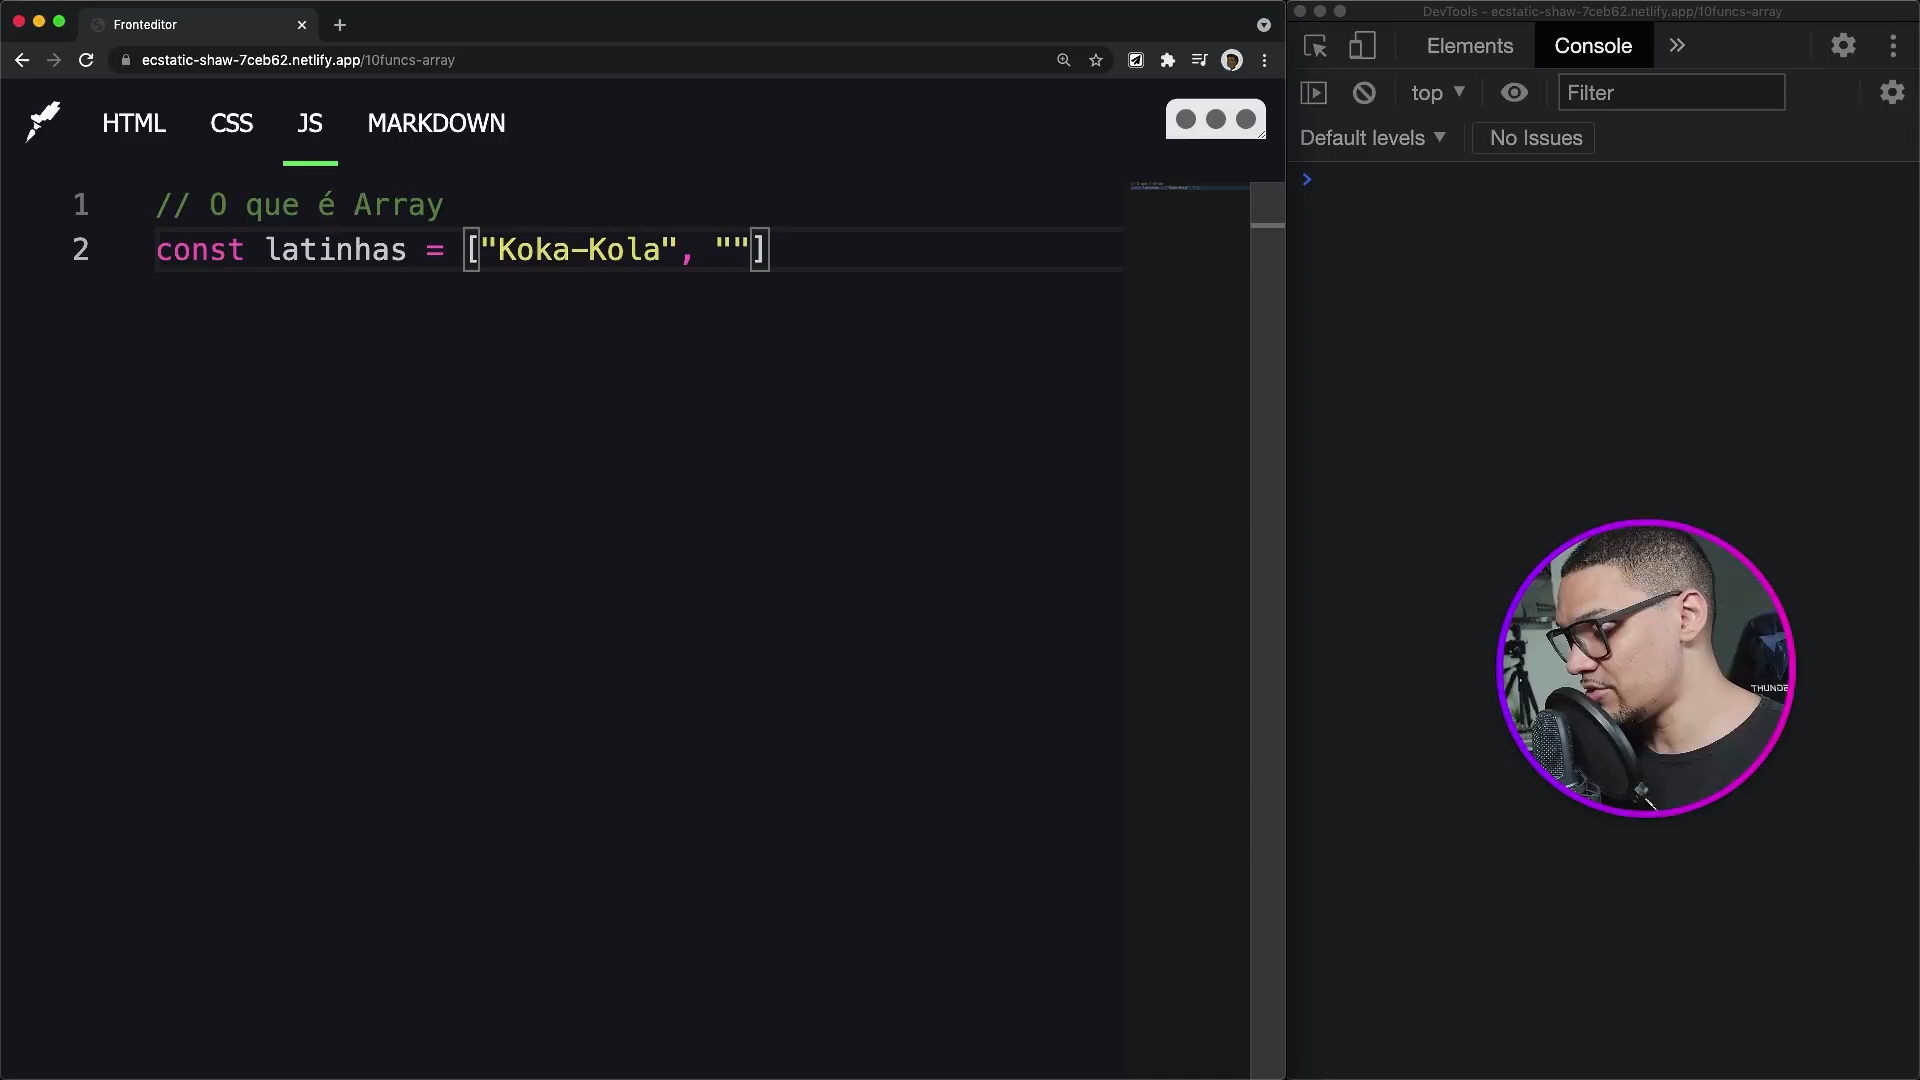 Fronteditor
ecstatic-shaw-7ceb62.netlify.app/10funcs-array
HTML CSS JS MARKDOWN
1 // O que é Array
2 const latinhas = ["Koka-Kola", ""]
DevTools - ecstatic-shaw-7ceb62.netlify.app/10funcs-array
Elements Console
top Filter
Default levels No Issues
THUNDE